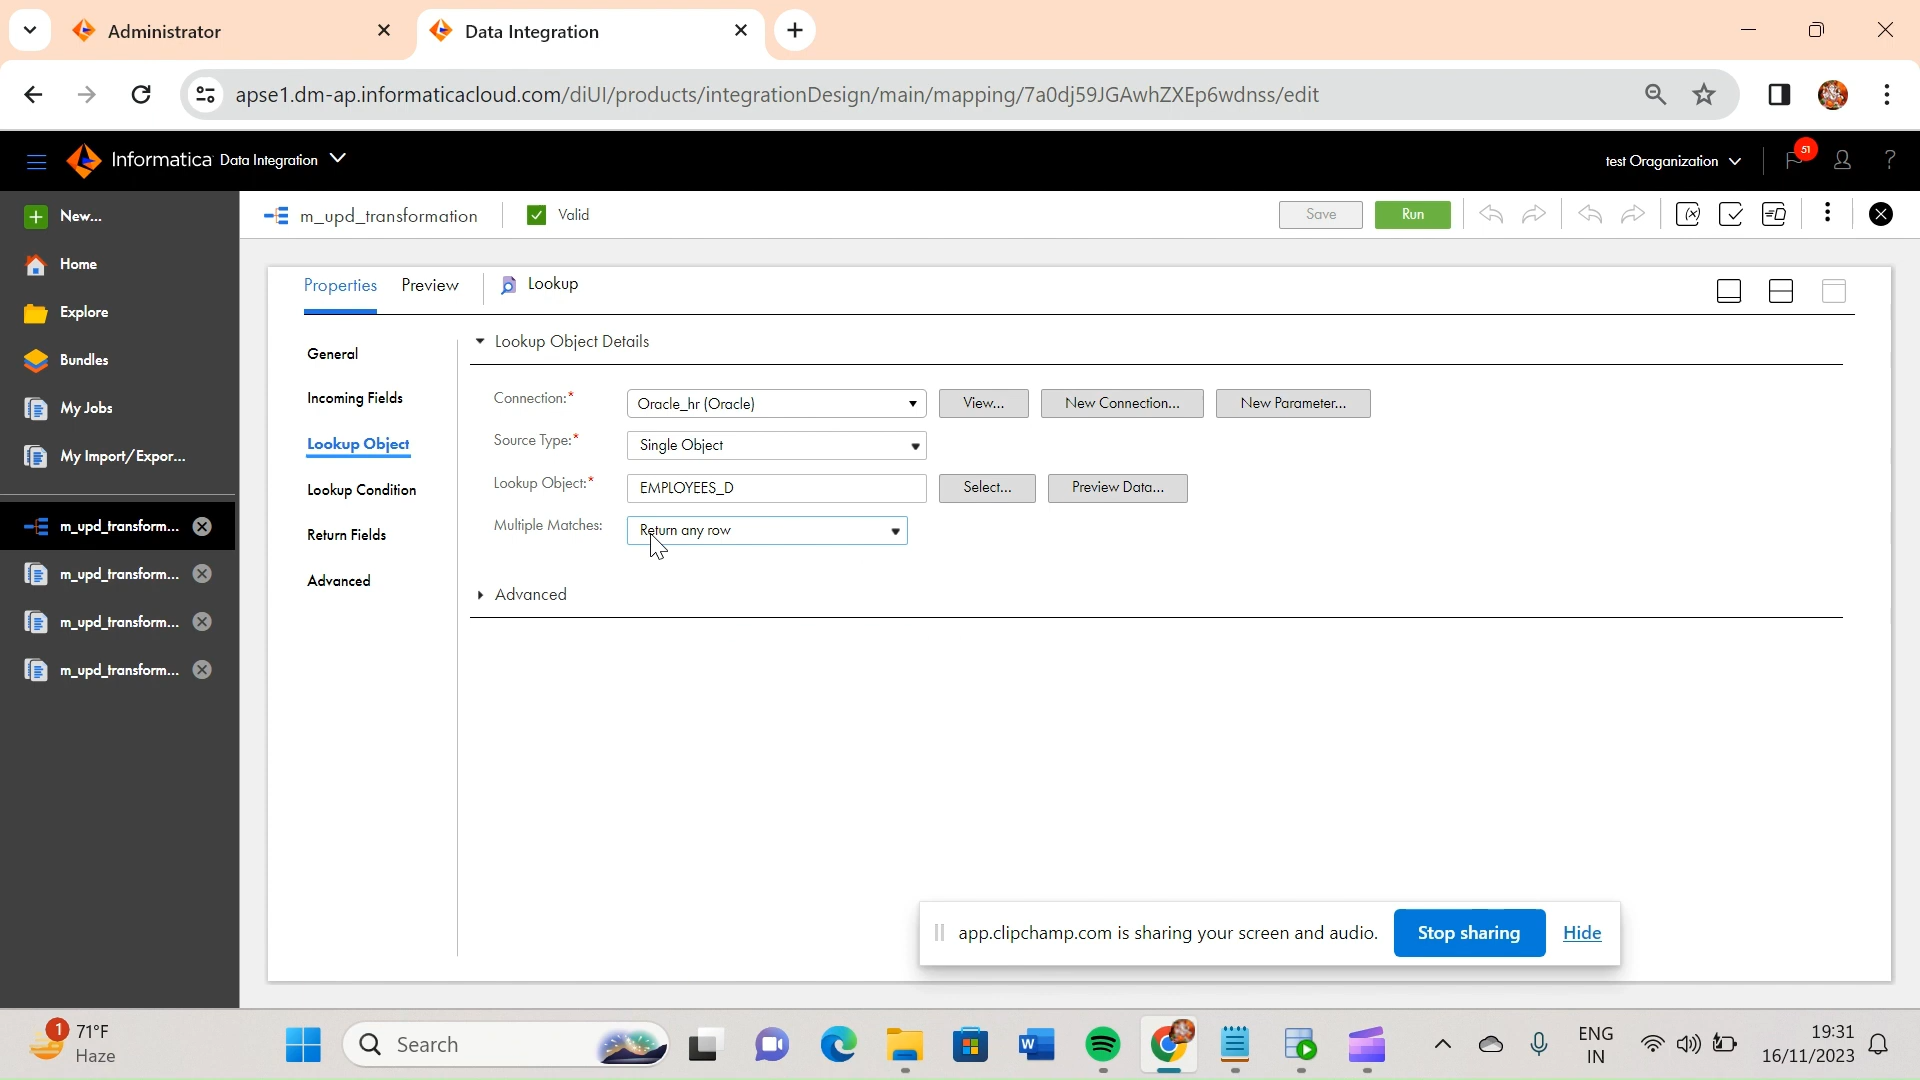 Administrator
Data Integration
apse1.dm-ap.informaticacloud.com/diUI/products/integrationDesign/main/mapping/7a0dj59JGAwhZXEp6wdnss/edit
Informatica Data Integration
test Oraganization
51
New...
Home
Explore
Bundles
My Jobs
My Import/Expor...
m_upd_transform...
m_upd_transform...
m_upd_transform...
m_upd_transform...
m_upd_transformation
Valid
Save
Run
Properties
Preview
Lookup
General
Incoming Fields
Lookup Object
Lookup Condition
Return Fields
Advanced
Lookup Object Details
Connection:*
Oracle_hr (Oracle)
View...
New Connection...
New Parameter...
Source Type:*
Single Object
Lookup Object:*
EMPLOYEES_D
Select...
Preview Data...
Multiple Matches:
Return any row
Advanced
app.clipchamp.com is sharing your screen and audio.
Stop sharing
Hide
1
71°F
Haze
Search
ENG
IN
19:31
16/11/2023